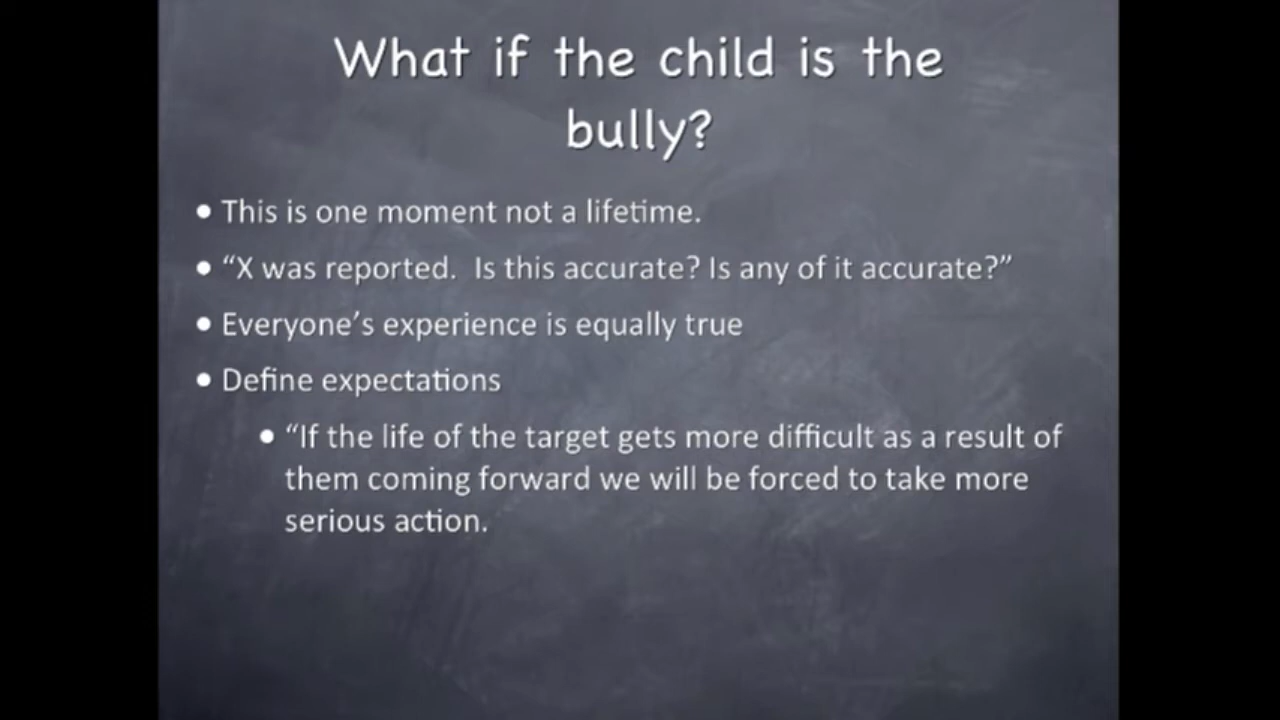 What if the child is the
bully?
• This is one moment not a lifetime.
• “X was reported.  Is this accurate? Is any of it accurate?”
• Everyone’s experience is equally true
• Define expectations
• “If the life of the target gets more difficult as a result of
them coming forward we will be forced to take more
serious action.